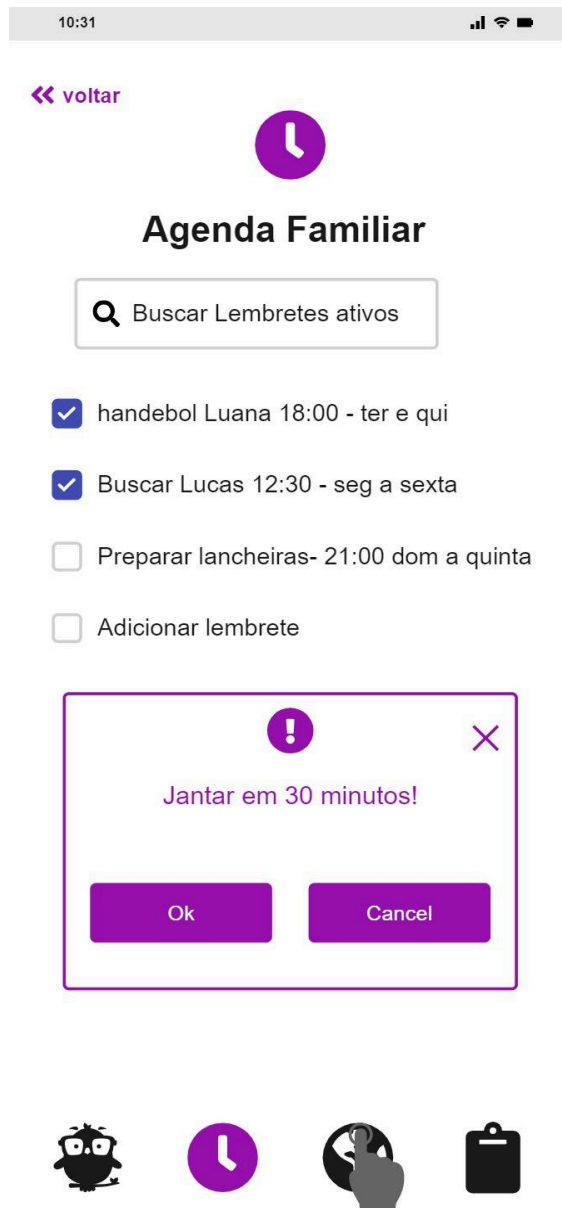 10:31
voltar
Agenda Familiar
Buscar Lembretes ativos
handebol Luana 18:00 - ter e qui
Buscar Lucas 12:30 - seg a sexta
Preparar lancheiras- 21:00 dom a quinta
Adicionar lembrete
Jantar em 30 minutos!
Ok
Cancel